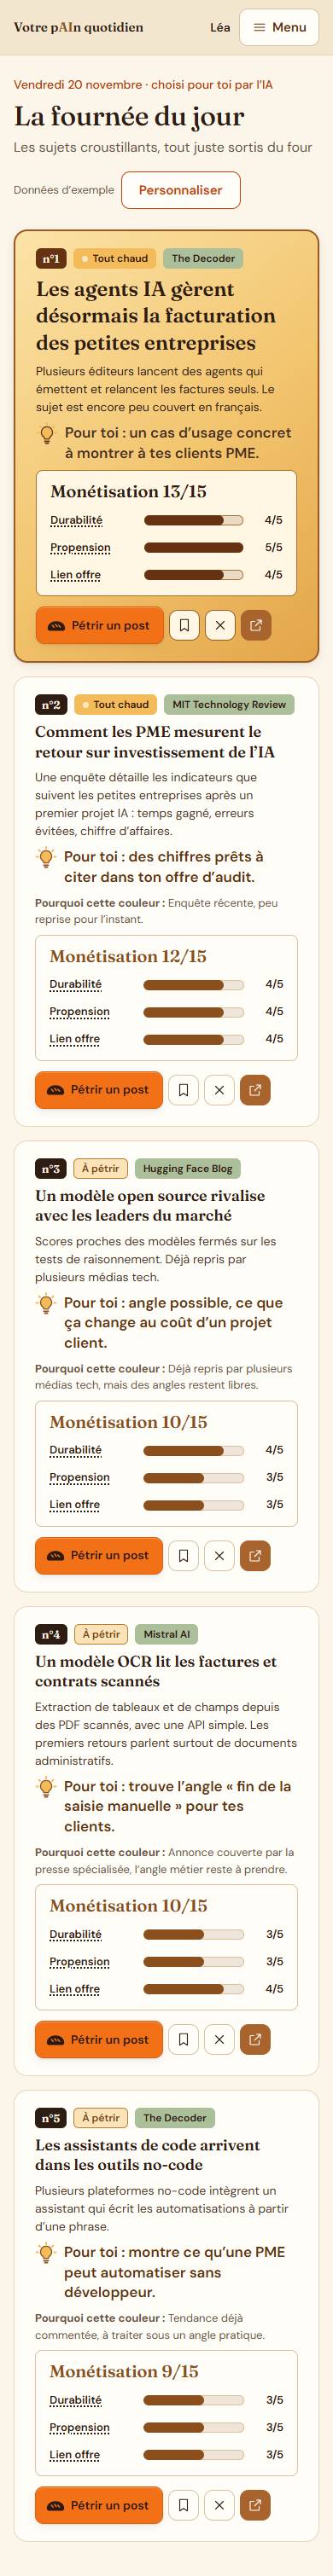 Votre pAIn quotidien
Léa
Menu
Vendredi 20 novembre · choisi pour toi par l’IA
La fournée du jour
Les sujets croustillants, tout juste sortis du four
Données d’exemple
Personnaliser
n°1
Tout chaud
The Decoder
Les agents IA gèrent
désormais la facturation
des petites entreprises
Plusieurs éditeurs lancent des agents qui
émettent et relancent les factures seuls. Le
sujet est encore peu couvert en français.
Pour toi : un cas d’usage concret
à montrer à tes clients PME.
Monétisation 13/15
Durabilité 4/5
Propension 5/5
Lien offre 4/5
Pétrir un post
n°2
Tout chaud
MIT Technology Review
Comment les PME mesurent le
retour sur investissement de l’IA
Une enquête détaille les indicateurs que
suivent les petites entreprises après un
premier projet IA : temps gagné, erreurs
évitées, chiffre d’affaires.
Pour toi : des chiffres prêts à
citer dans ton offre d’audit.
Pourquoi cette couleur : Enquête récente, peu
reprise pour l’instant.
Monétisation 12/15
Durabilité 4/5
Propension 4/5
Lien offre 4/5
Pétrir un post
n°3
À pétrir
Hugging Face Blog
Un modèle open source rivalise
avec les leaders du marché
Scores proches des modèles fermés sur les
tests de raisonnement. Déjà repris par
plusieurs médias tech.
Pour toi : angle possible, ce que
ça change au coût d’un projet
client.
Pourquoi cette couleur : Déjà repris par plusieurs
médias tech, mais des angles restent libres.
Monétisation 10/15
Durabilité 4/5
Propension 3/5
Lien offre 3/5
Pétrir un post
n°4
À pétrir
Mistral AI
Un modèle OCR lit les factures et
contrats scannés
Extraction de tableaux et de champs depuis
des PDF scannés, avec une API simple. Les
premiers retours parlent surtout de documents
administratifs.
Pour toi : trouve l’angle « fin de la
saisie manuelle » pour tes
clients.
Pourquoi cette couleur : Annonce couverte par la
presse spécialisée, l’angle métier reste à prendre.
Monétisation 10/15
Durabilité 3/5
Propension 3/5
Lien offre 4/5
Pétrir un post
n°5
À pétrir
The Decoder
Les assistants de code arrivent
dans les outils no-code
Plusieurs plateformes no-code intègrent un
assistant qui écrit les automatisations à partir
d’une phrase.
Pour toi : montre ce qu’une PME
peut automatiser sans
développeur.
Pourquoi cette couleur : Tendance déjà
commentée, à traiter sous un angle pratique.
Monétisation 9/15
Durabilité 3/5
Propension 3/5
Lien offre 3/5
Pétrir un post